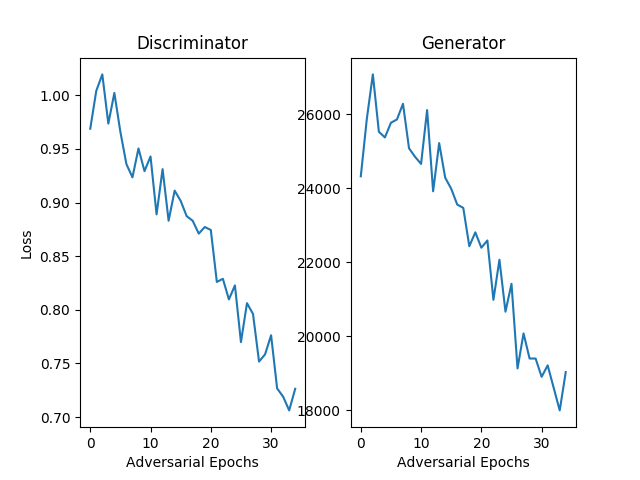 Discriminator
Generator
Loss
1.00
0.95
0.90
0.85
0.80
0.75
0.70
0 10 20 30
Adversarial Epochs
26000
24000
22000
20000
18000
0 10 20 30
Adversarial Epochs